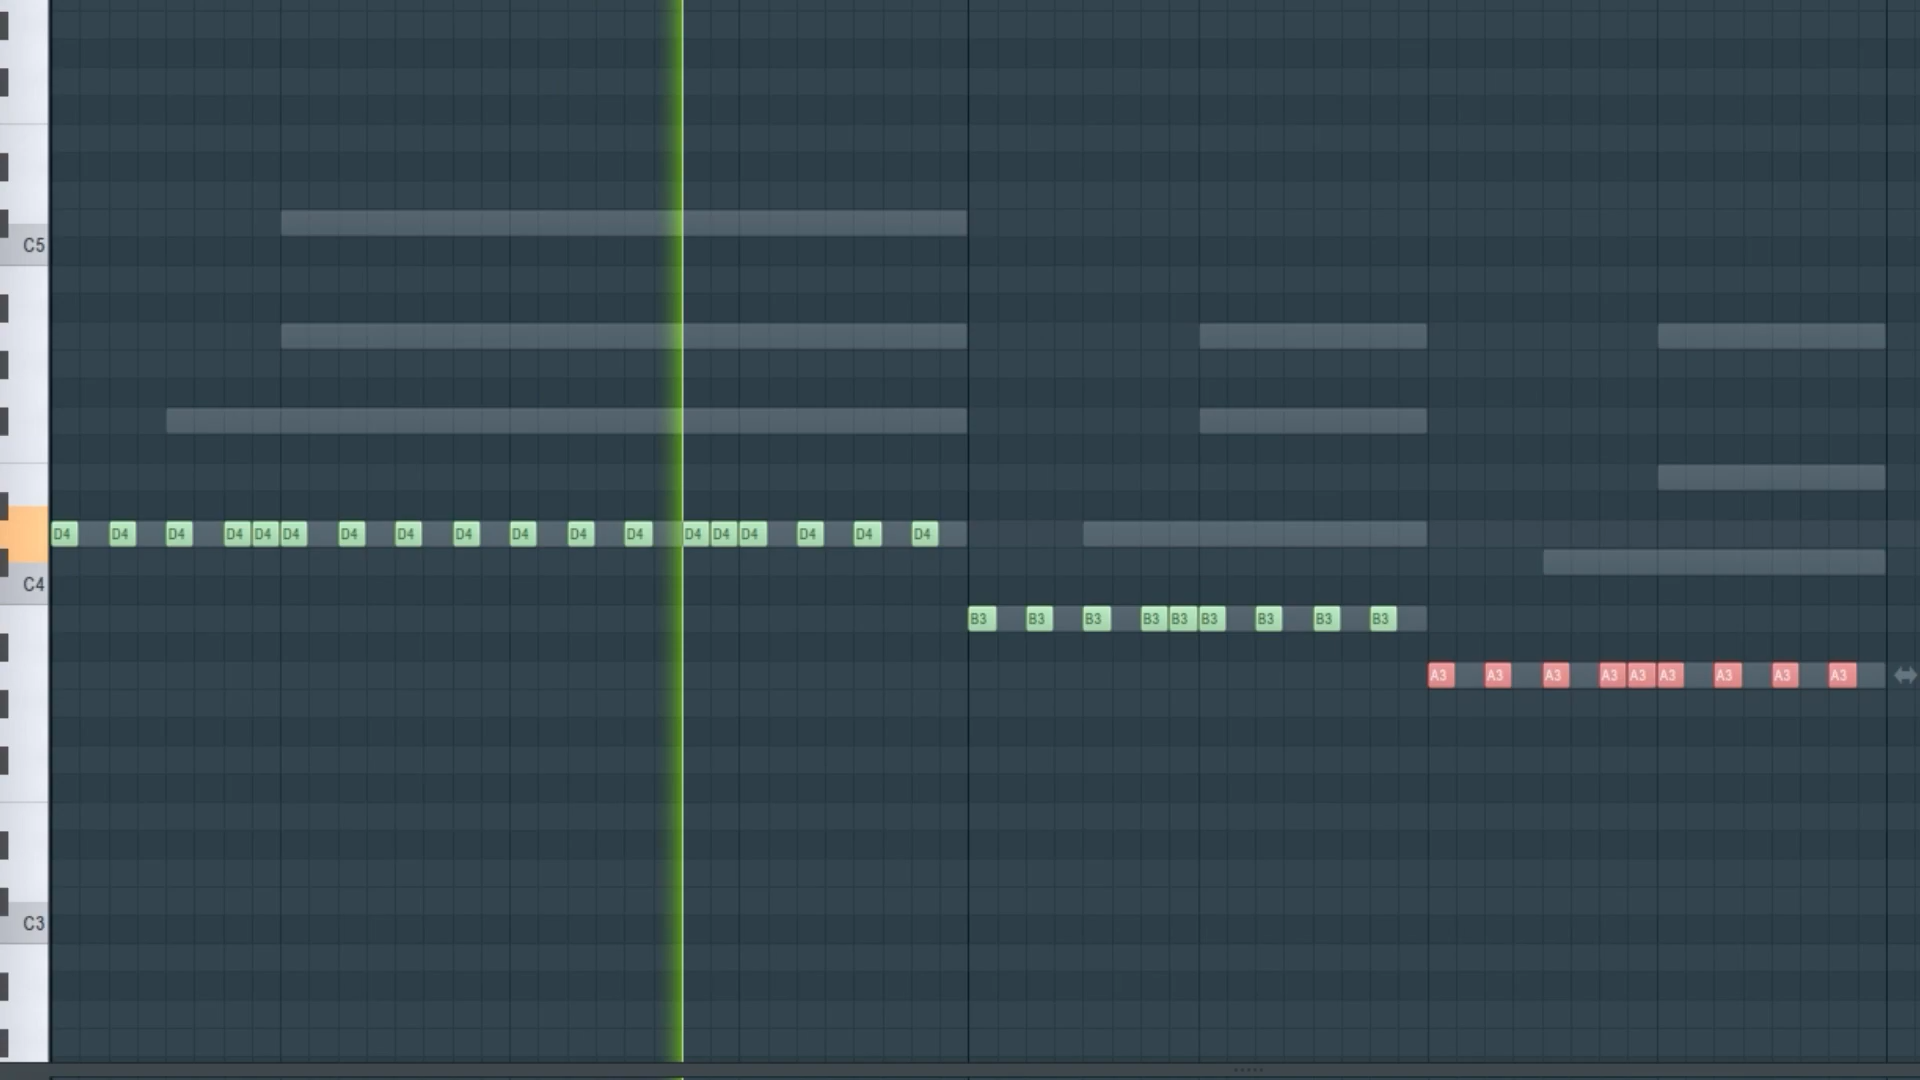 C5
D4 D4 D4 D4 D4 D4 D4 D4 D4 D4 D4 D4 D4 D4 D4 D4 D4 D4
C4
B3 B3 B3 B3 B3 B3 B3 B3 B3
A3 A3 A3 A3 A3 A3 A3 A3 A3
C3